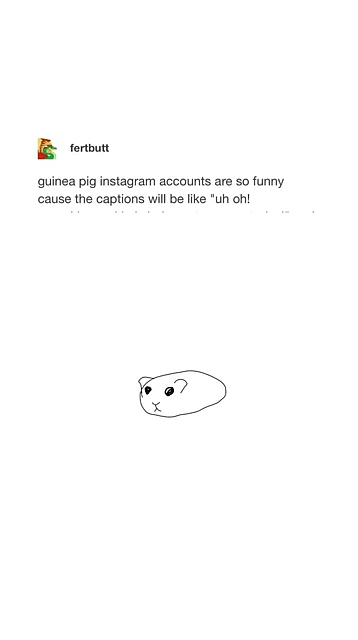 fertbutt
guinea pig instagram accounts are so funny
cause the captions will be like "uh oh!